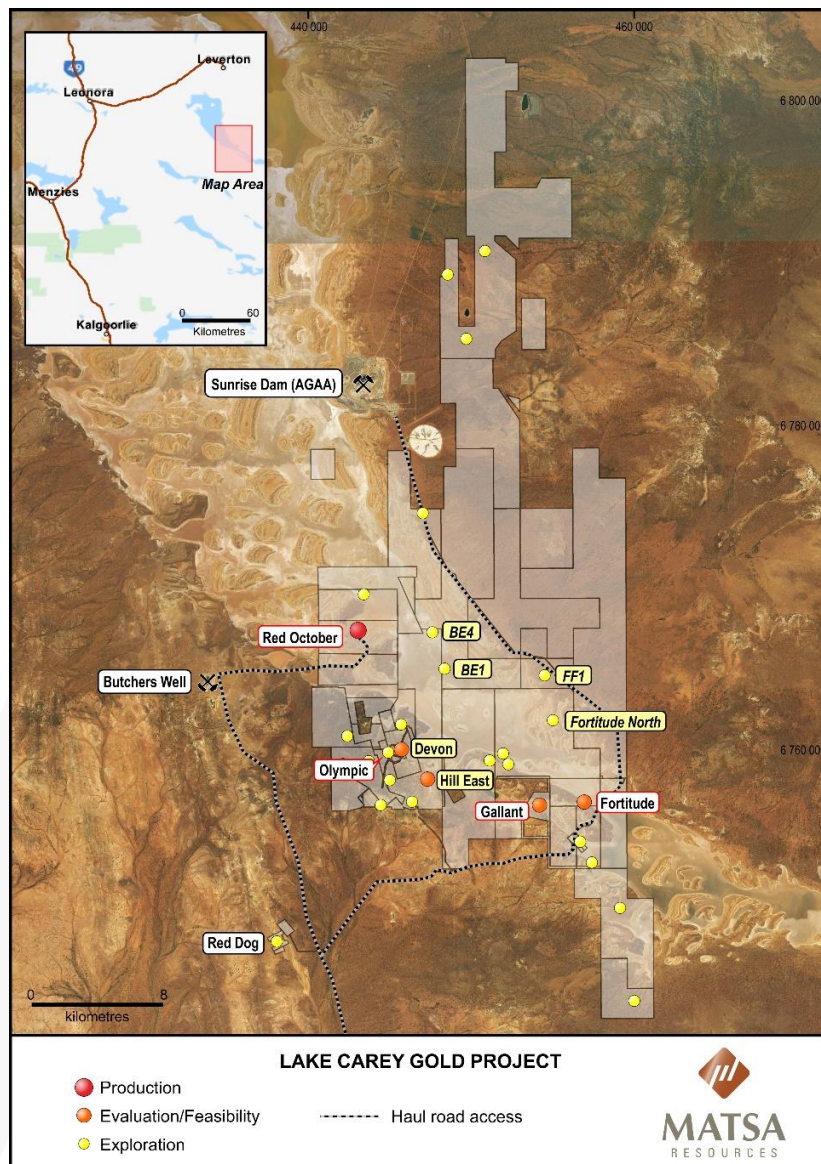 440 000
460 000
6 800 000
6 780 000
6 760 000
49
Leverton
Leonora
Map Area
Menzies
Kalgoorlie
0 60
Kilometres
Sunrise Dam (AGAA)
Red October
BE4
BE1
FF1
Butchers Well
Fortitude North
Devon
Olympic
Hill East
Gallant
Fortitude
Red Dog
0 8
kilometres
LAKE CAREY GOLD PROJECT
Production
Evaluation/Feasibility
Exploration
Haul road access
MATSA
RESOURCES